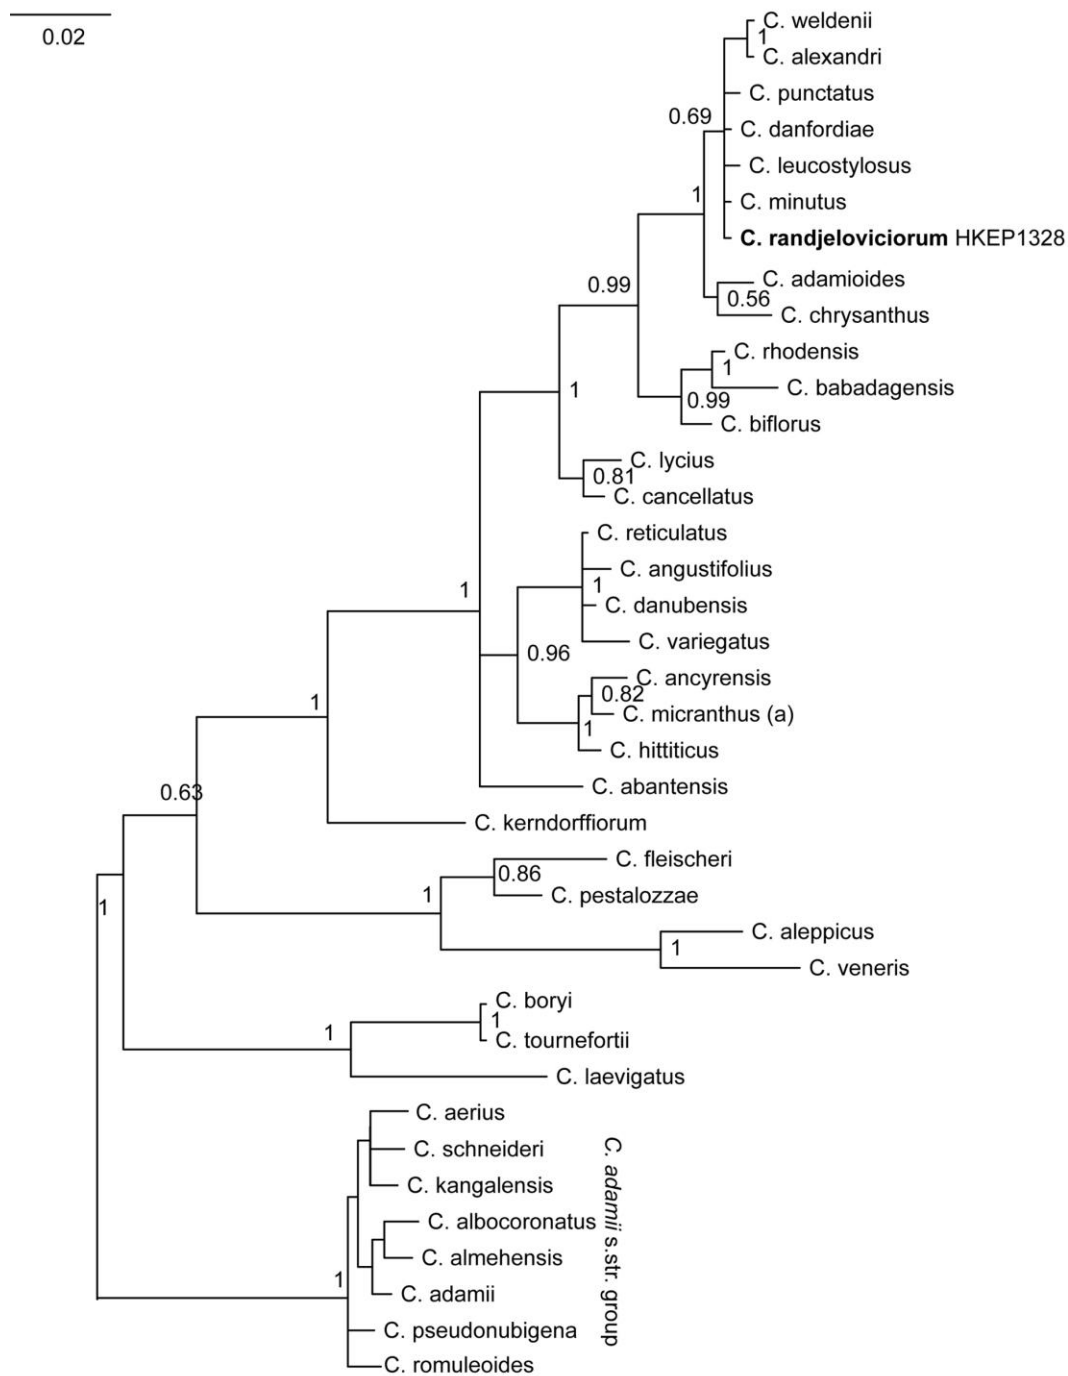 0.02
C. weldenii
1
C. alexandri
C. punctatus
0.69
C. danfordiae
C. leucostylosus
1
C. minutus
C. randjeloviciorum HKEP1328
C. adamioides
0.99
0.56
C. chrysanthus
C. rhodensis
1
C. babadagensis
1
0.99
C. biflorus
C. lycius
0.81
C. cancellatus
C. reticulatus
C. angustifolius
1
1
C. danubensis
C. variegatus
0.96
C. ancyrensis
0.82
C. micranthus (a)
1
1
C. hittiticus
C. abantensis
0.63
C. kerndorffiorum
C. fleischeri
0.86
C. pestalozzae
1
1
C. aleppicus
1
C. veneris
C. boryi
1
1
C. tournefortii
C. laevigatus
C. aerius
C. schneideri
C. kangalensis
C. albocoronatus
C. almehensis
1
C. adamii
C. pseudonubigena
C. romuleoides
C. adamii s.str. group